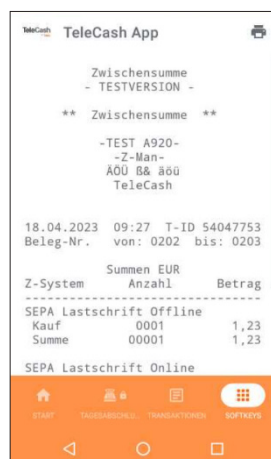 TeleCash TeleCash App
Zwischensumme
- TESTVERSION -
** Zwischensumme **
-TEST A920-
-Z-Man-
ÄÖÜ ß& äöü
TeleCash
18.04.2023 09:27 T-ID 54047753
Beleg-Nr. von: 0202 bis: 0203
Summen EUR
Z-System Anzahl Betrag
------------------------------
SEPA Lastschrift Offline
Kauf 0001 1,23
Summe 00001 1,23
SEPA Lastschrift Online
START TAGESABSCHLU... TRANSAKTIONEN SOFTKEYS